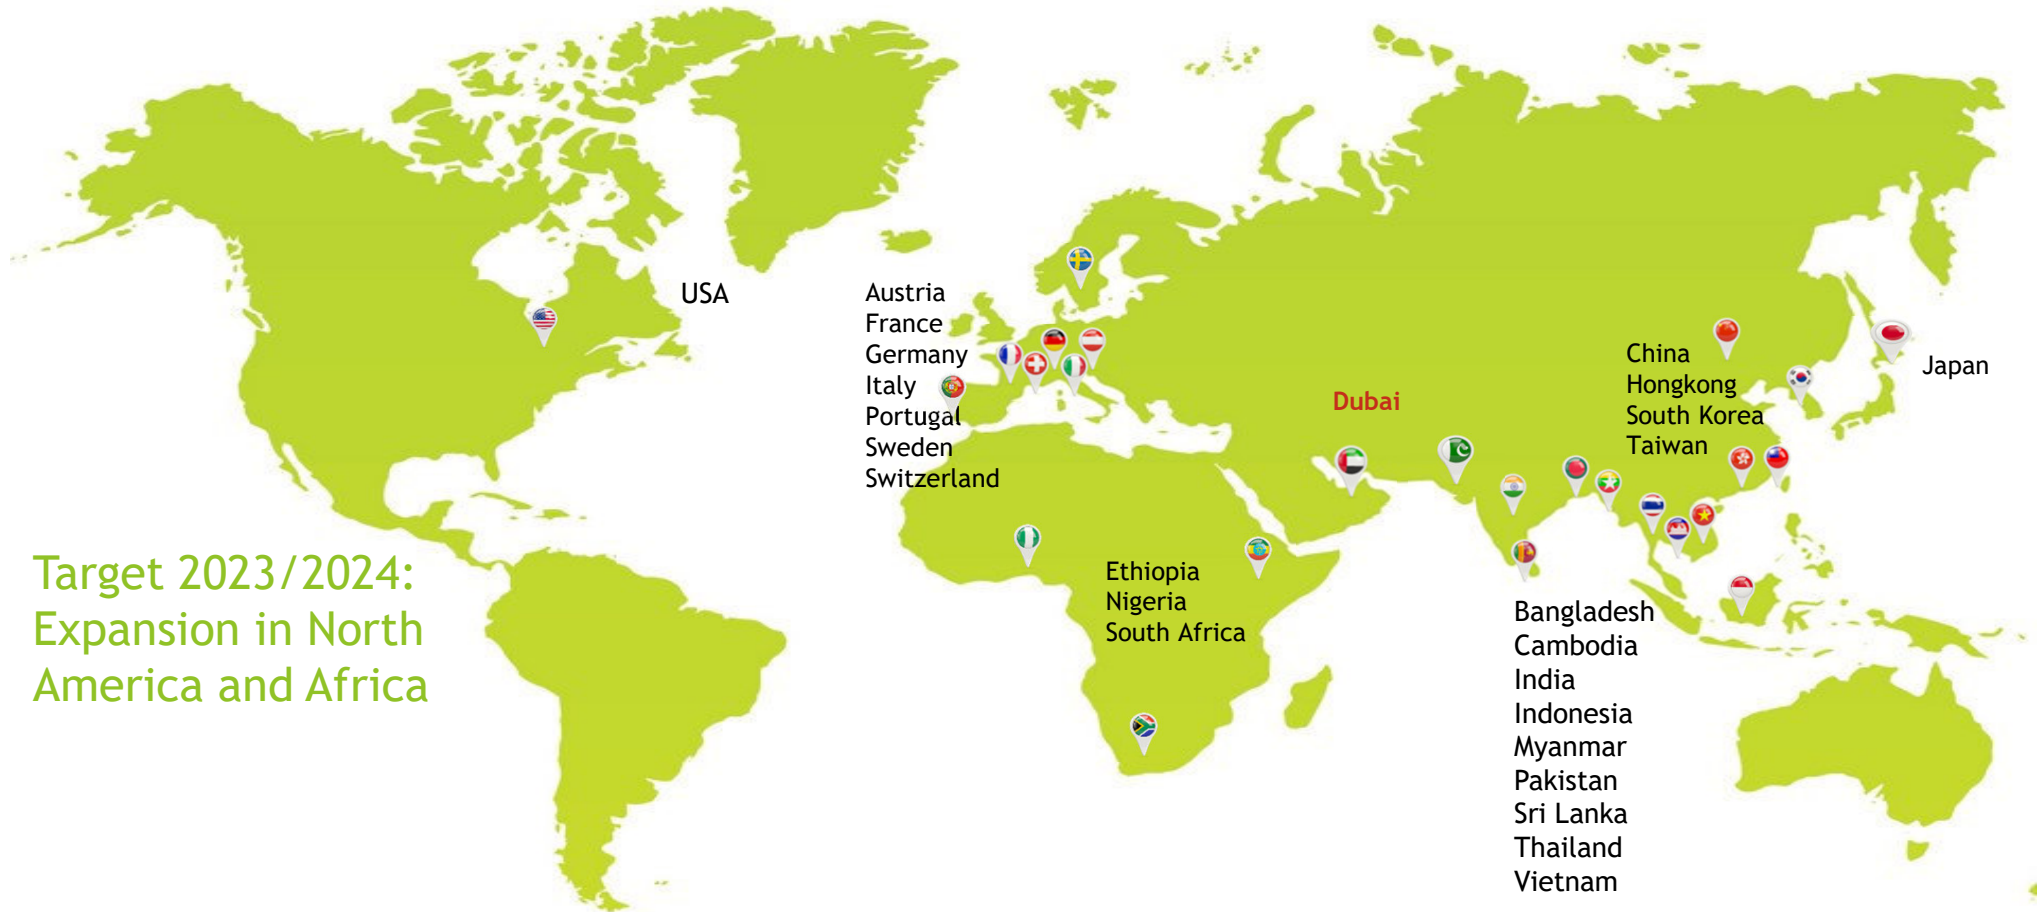 USA
Austria
France
Germany
Italy
Portugal
Sweden
Switzerland
Dubai
China
Hongkong
South Korea
Taiwan
Japan
Target 2023/2024:
Expansion in North
America and Africa
Ethiopia
Nigeria
South Africa
Bangladesh
Cambodia
India
Indonesia
Myanmar
Pakistan
Sri Lanka
Thailand
Vietnam